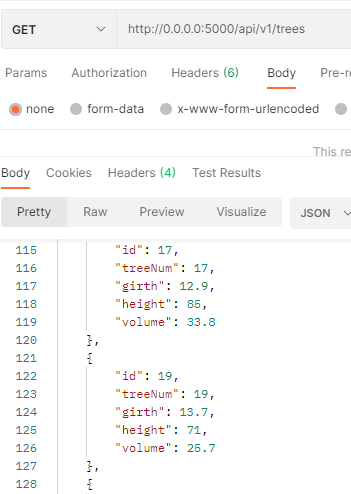 GET http://0.0.0.0:5000/api/v1/trees
Params Authorization Headers (6) Body Pre-r
none form-data x-www-form-urlencoded
This re
Body Cookies Headers (4) Test Results
Pretty Raw Preview Visualize JSON
115 "id": 17,
116 "treeNum": 17,
117 "girth": 12.9,
118 "height": 85,
119 "volume": 33.8
120 },
121 {
122 "id": 19,
123 "treeNum": 19,
124 "girth": 13.7,
125 "height": 71,
126 "volume": 25.7
127 },
128 {